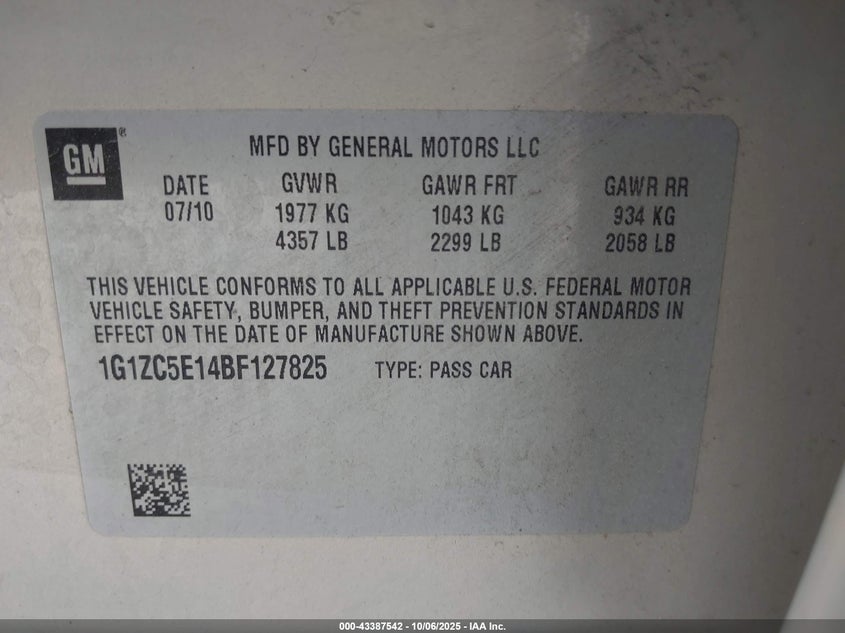 GM ®
MFD BY GENERAL MOTORS LLC
DATE GVWR GAWR FRT GAWR RR
07/10 1977 KG 1043 KG 934 KG
4357 LB 2299 LB 2058 LB
THIS VEHICLE CONFORMS TO ALL APPLICABLE U.S. FEDERAL MOTOR
VEHICLE SAFETY, BUMPER, AND THEFT PREVENTION STANDARDS IN
EFFECT ON THE DATE OF MANUFACTURE SHOWN ABOVE.
1G1ZC5E14BF127825 TYPE: PASS CAR
000-43387542 - 10/06/2025 - IAA Inc.